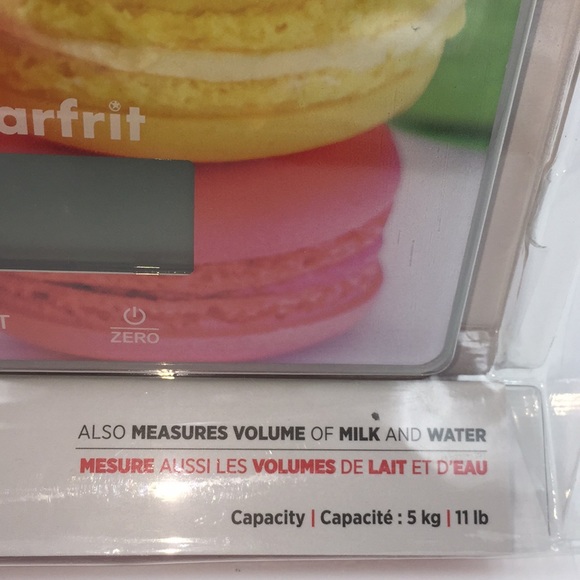 arfrit
T
ZERO
ALSO MEASURES VOLUME OF MILK AND WATER
MESURE AUSSI LES VOLUMES DE LAIT ET D'EAU
Capacity | Capacité : 5 kg | 11 lb